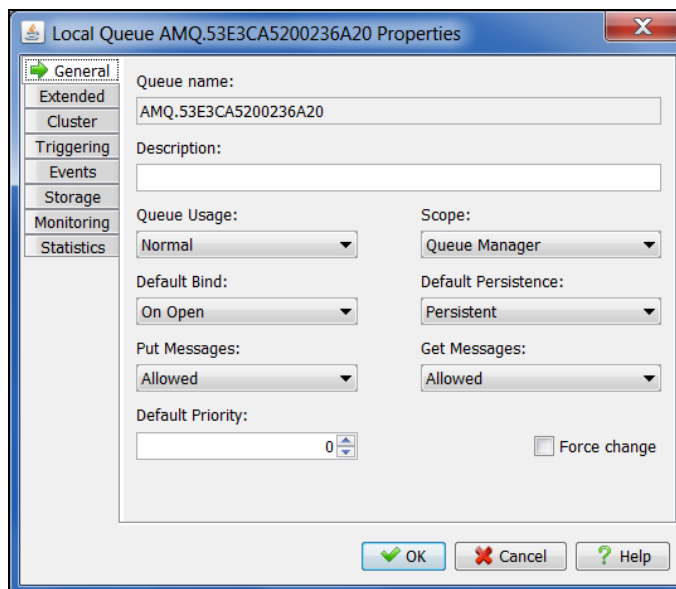 Local Queue AMQ.53E3CA5200236A20 Properties
General
Extended
Cluster
Triggering
Events
Storage
Monitoring
Statistics
Queue name:
AMQ.53E3CA5200236A20
Description:
Queue Usage: Scope:
Normal Queue Manager
Default Bind: Default Persistence:
On Open Persistent
Put Messages: Get Messages:
Allowed Allowed
Default Priority:
0 Force change
OK Cancel ? Help